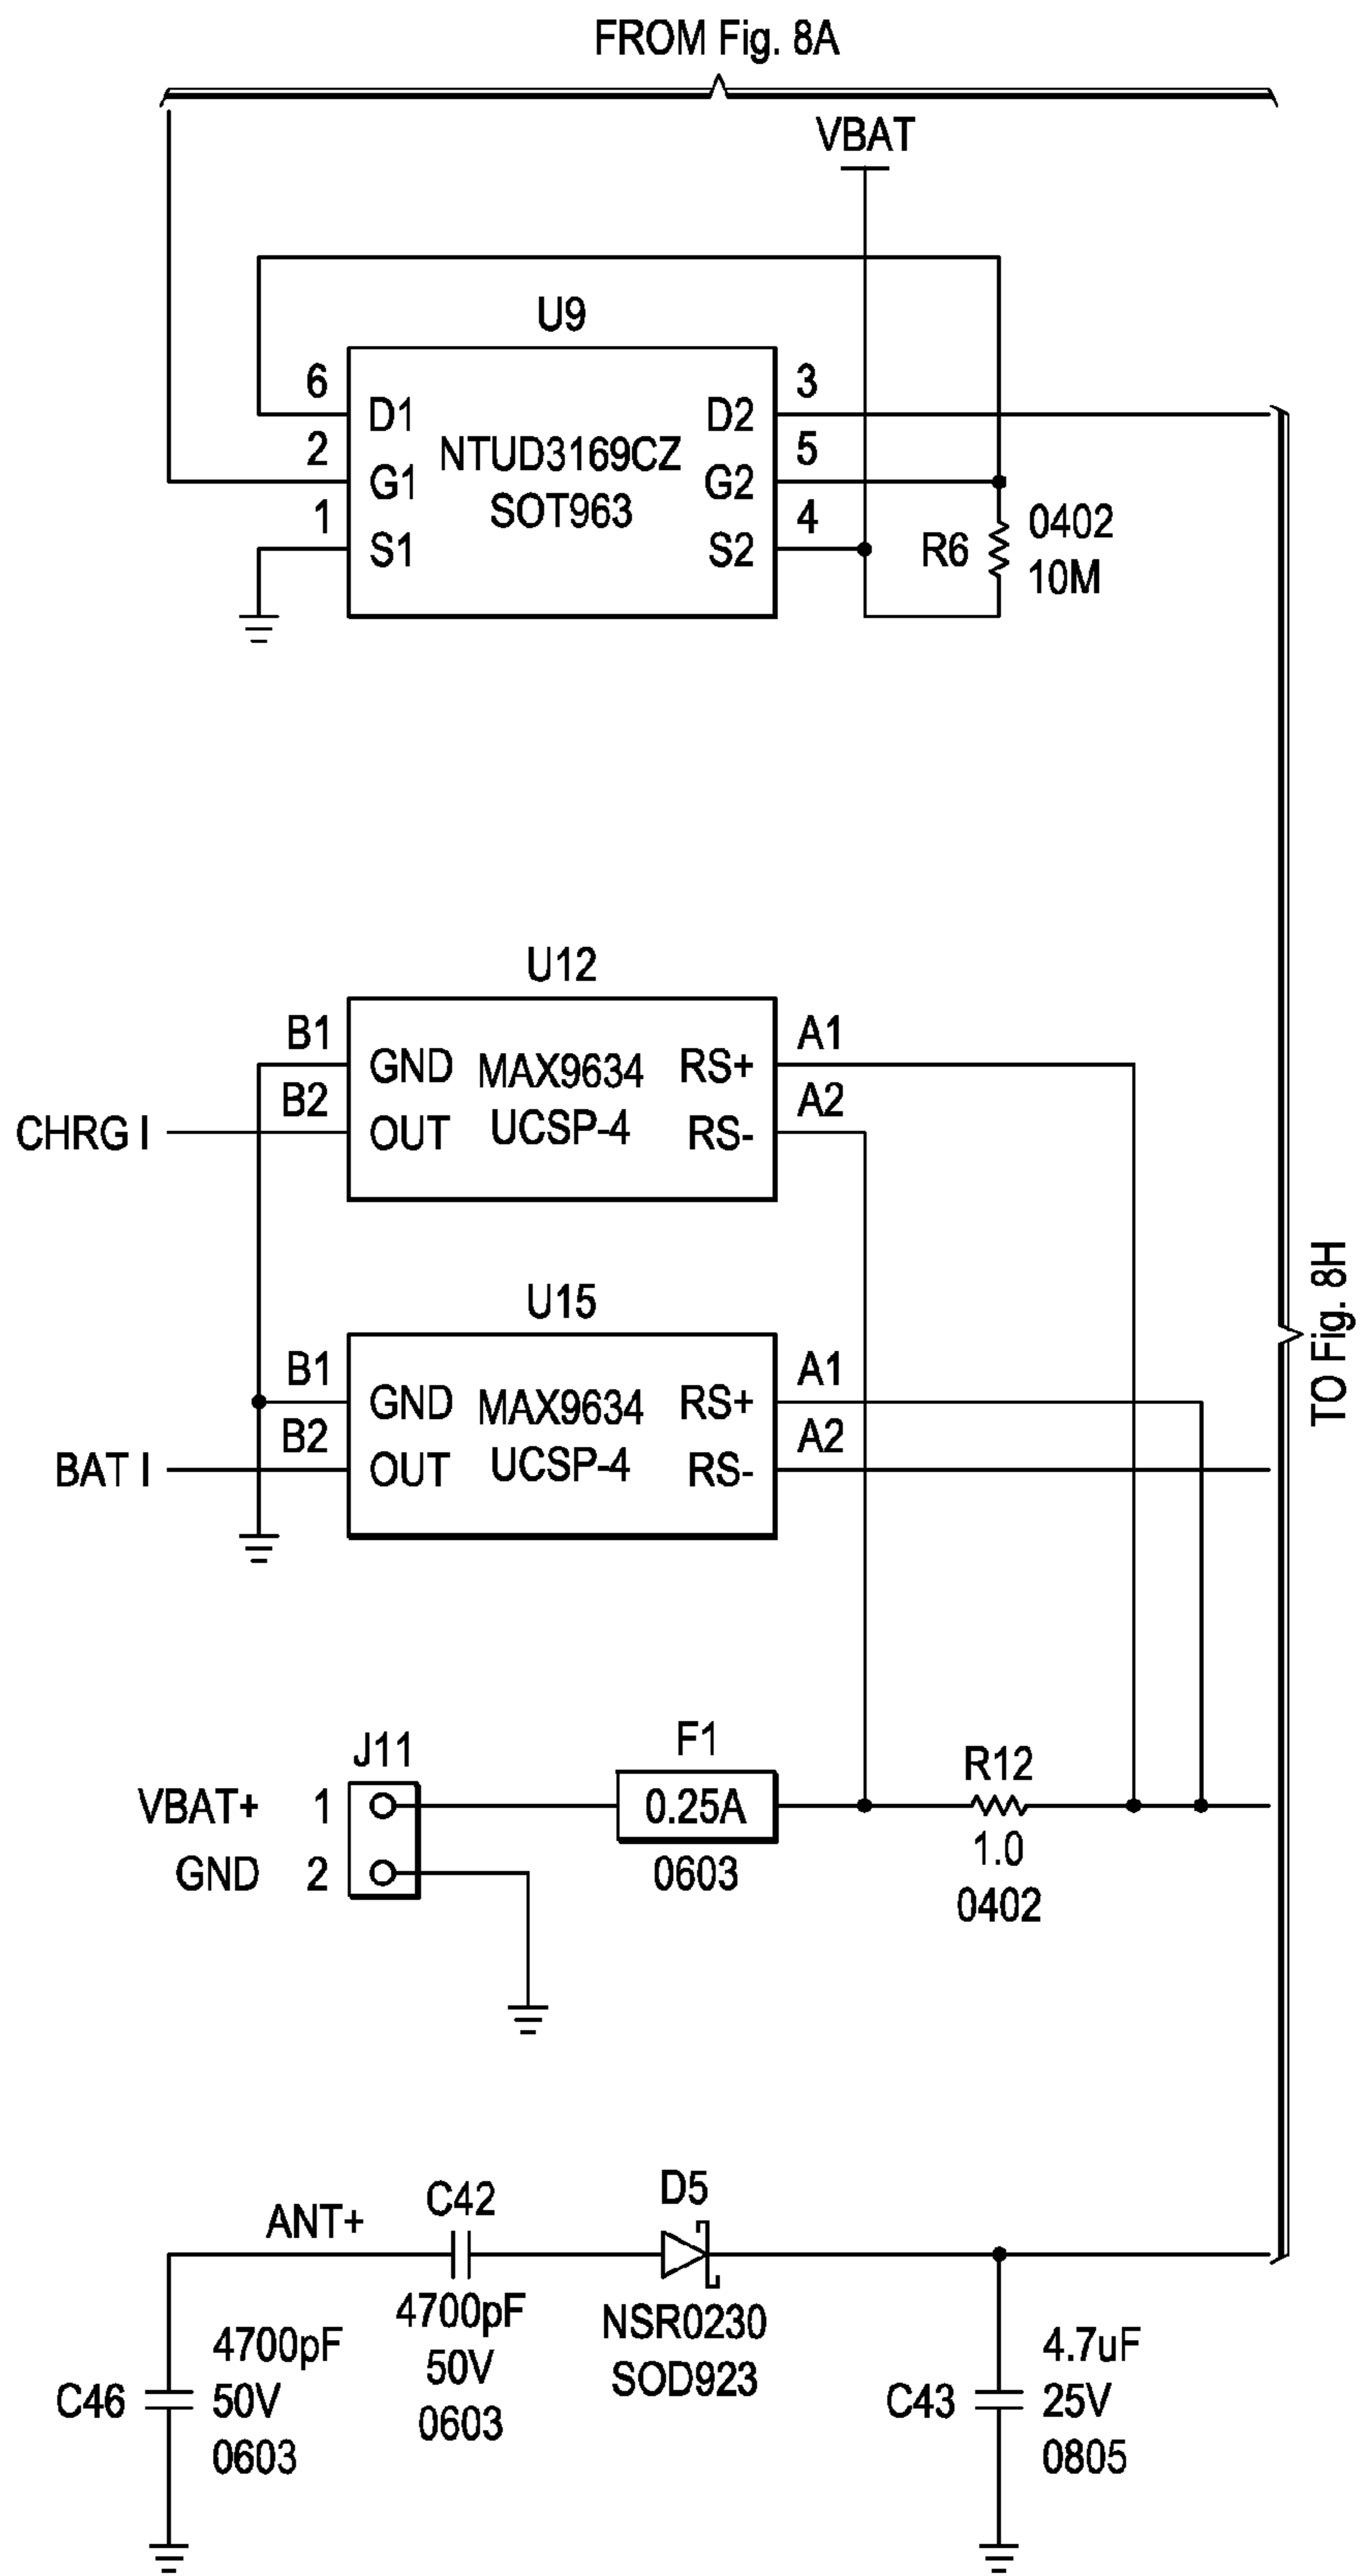 FROM Fig. 8A
VBAT
U9
6 D1
2 G1
1 S1
NTUD3169CZ
SOT963
D2 3
G2 5
S2 4
R6
0402
10M
U12
B1 GND
B2 OUT
CHRG I
MAX9634
UCSP-4
RS+ A1
RS- A2
TO Fig. 8H
U15
B1 GND
B2 OUT
BAT I
MAX9634
UCSP-4
RS+ A1
RS- A2
J11
VBAT+ 1
GND 2
F1
0.25A
0603
R12
1.0
0402
ANT+
C42
4700pF
50V
0603
D5
NSR0230
SOD923
C46
4700pF
50V
0603
C43
4.7uF
25V
0805